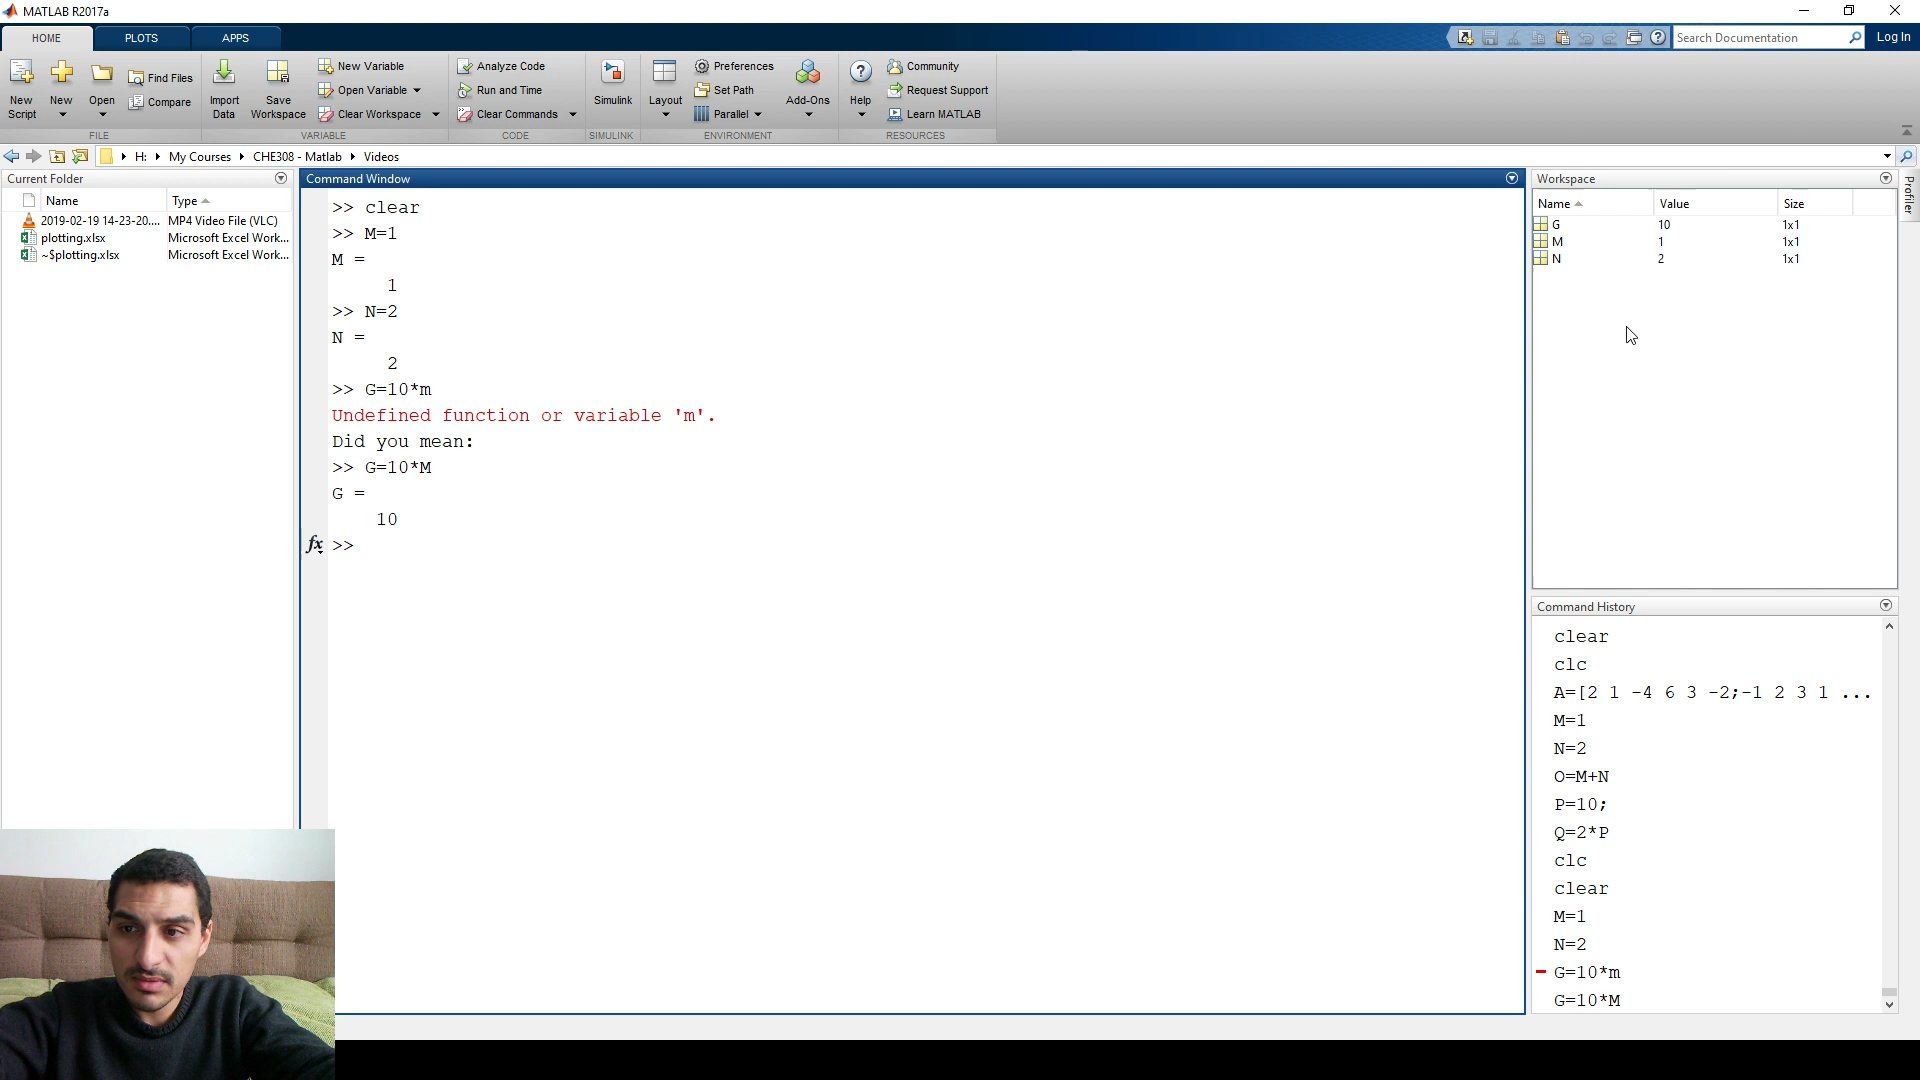 MATLAB R2017a
HOME
PLOTS
APPS
Search Documentation
Log In
New Script
New
Open
Find Files
Compare
FILE
Import Data
Save Workspace
New Variable
Open Variable
Clear Workspace
VARIABLE
Analyze Code
Run and Time
Clear Commands
CODE
Simulink
SIMULINK
Layout
Preferences
Set Path
Parallel
Add-Ons
ENVIRONMENT
Help
Community
Request Support
Learn MATLAB
RESOURCES
H: My Courses CHE308 - Matlab Videos
Current Folder
Name Type
2019-02-19 14-23-20.... MP4 Video File (VLC)
plotting.xlsx Microsoft Excel Work...
~$plotting.xlsx Microsoft Excel Work...
Command Window
>> clear
>> M=1
M =
1
>> N=2
N =
2
>> G=10*m
Undefined function or variable 'm'.
Did you mean:
>> G=10*M
G =
10
fx >>
Workspace
Name Value Size
G 10 1x1
M 1 1x1
N 2 1x1
Profiler
Command History
clear
clc
A=[2 1 -4 6 3 -2;-1 2 3 1 ...
M=1
N=2
O=M+N
P=10;
Q=2*P
clc
clear
M=1
N=2
G=10*m
G=10*M